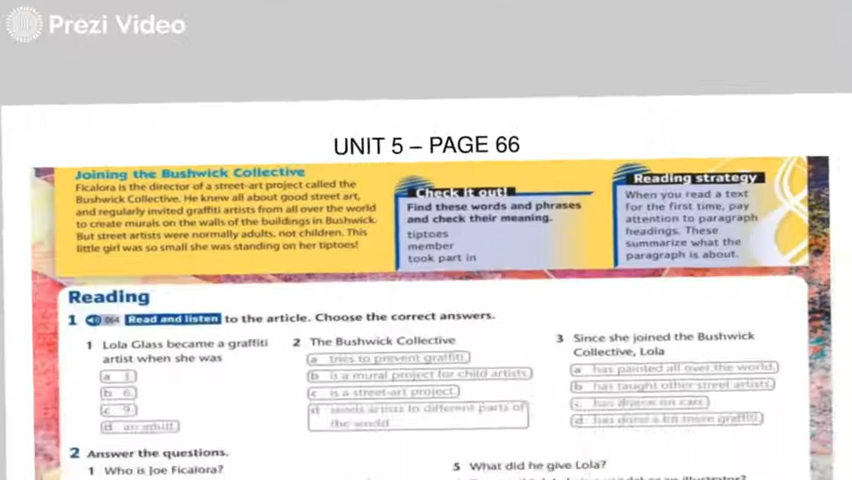 Prezi Video
UNIT 5 – PAGE 66
Joining the Bushwick Collective
Ficalora is the director of a street-art project called the
Bushwick Collective. He knew all about good street art,
and regularly invited graffiti artists from all over the world
to create murals on the walls of the buildings in Bushwick.
But street artists were normally adults, not children. This
little girl was so small she was standing on her tiptoes!
Check it out!
Find these words and phrases
and check their meaning.
tiptoes
member
took part in
Reading strategy
When you read a text
for the first time, pay
attention to paragraph
headings. These
summarize what the
paragraph is about.
Reading
1 064 Read and listen to the article. Choose the correct answers.
1 Lola Glass became a graffiti
artist when she was
a
b 6.
c 9.
d an adult.
2 The Bushwick Collective
a tries to prevent graffiti.
b is a mural project for child artists.
c is a street-art project.
d sends artists to different parts of
the world.
3 Since she joined the Bushwick
Collective, Lola
a has painted all over the world.
b has taught other street artists.
c has drawn on cars.
d has done a lot more graffiti.
2 Answer the questions.
1 Who is Joe Ficalora?
5 What did he give Lola?